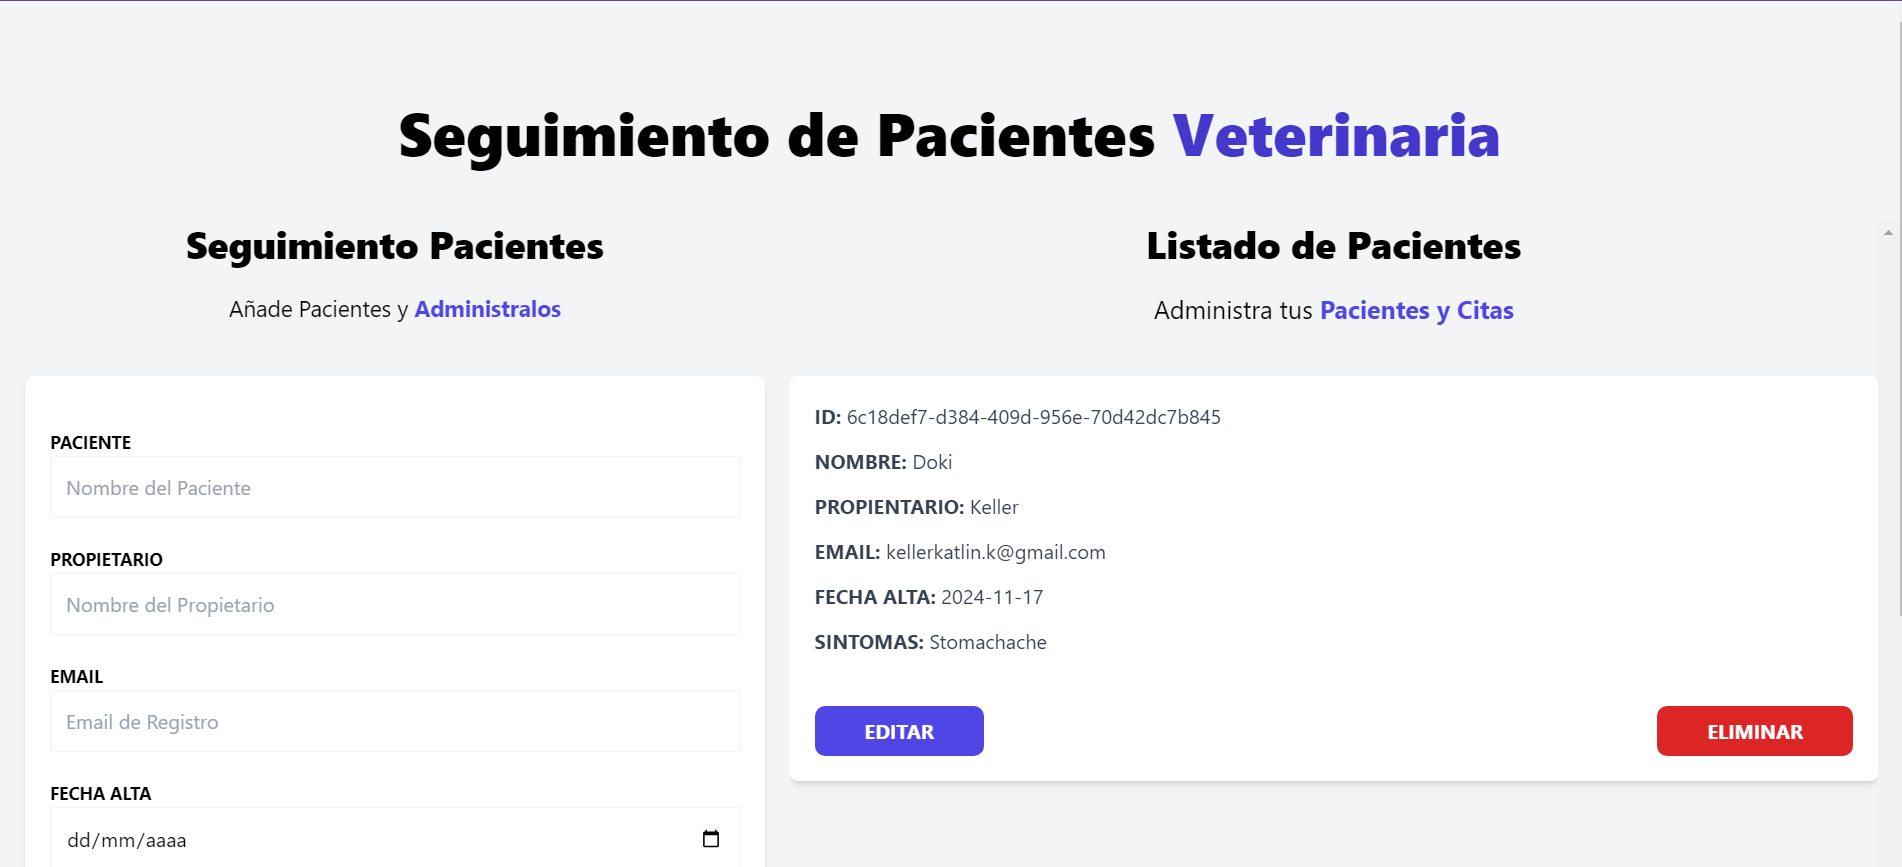 Seguimiento de Pacientes Veterinaria
Seguimiento Pacientes
Añade Pacientes y Administralos
PACIENTE
Nombre del Paciente
PROPIETARIO
Nombre del Propietario
EMAIL
Email de Registro
FECHA ALTA
dd/mm/aaaa
Listado de Pacientes
Administra tus Pacientes y Citas
ID: 6c18def7-d384-409d-956e-70d42dc7b845
NOMBRE: Doki
PROPIENTARIO: Keller
EMAIL: kellerkatlin.k@gmail.com
FECHA ALTA: 2024-11-17
SINTOMAS: Stomachache
EDITAR
ELIMINAR